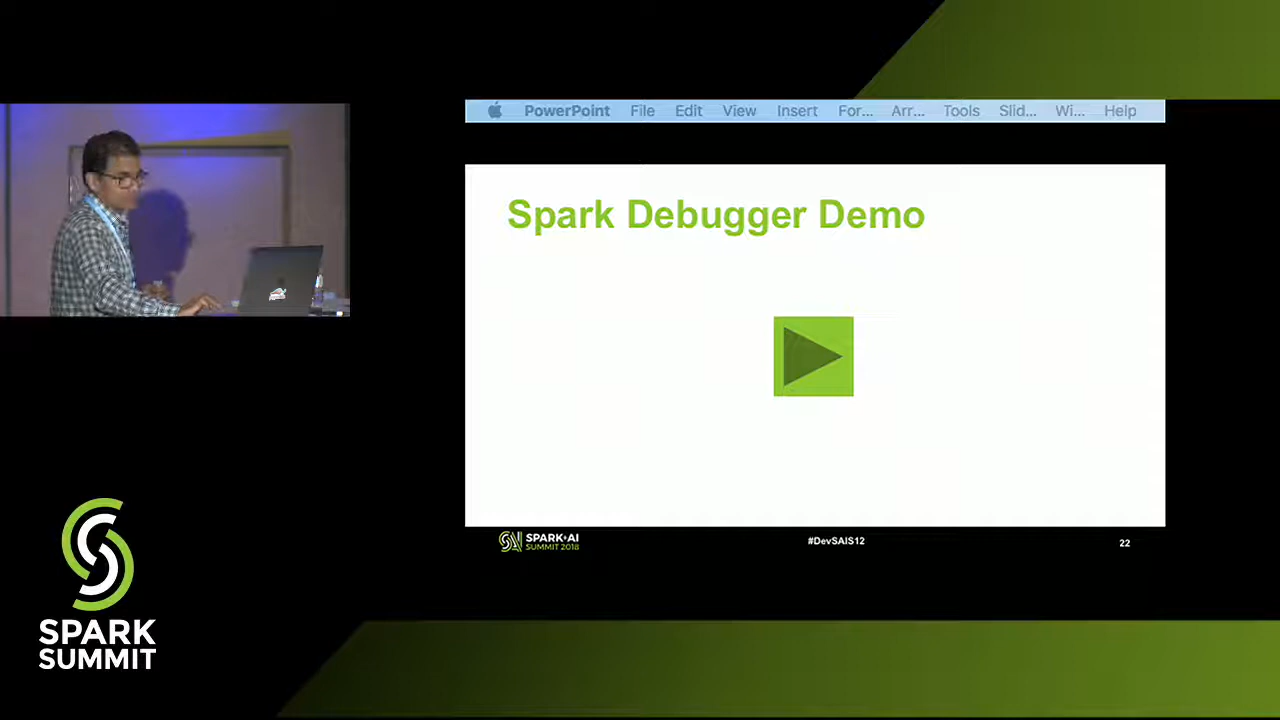 PowerPoint File Edit View Insert For... Arr... Tools Slid... Wi... Help
Spark Debugger Demo
SPARK+AI
SUMMIT 2018
#DevSAIS12
22
SPARK
SUMMIT